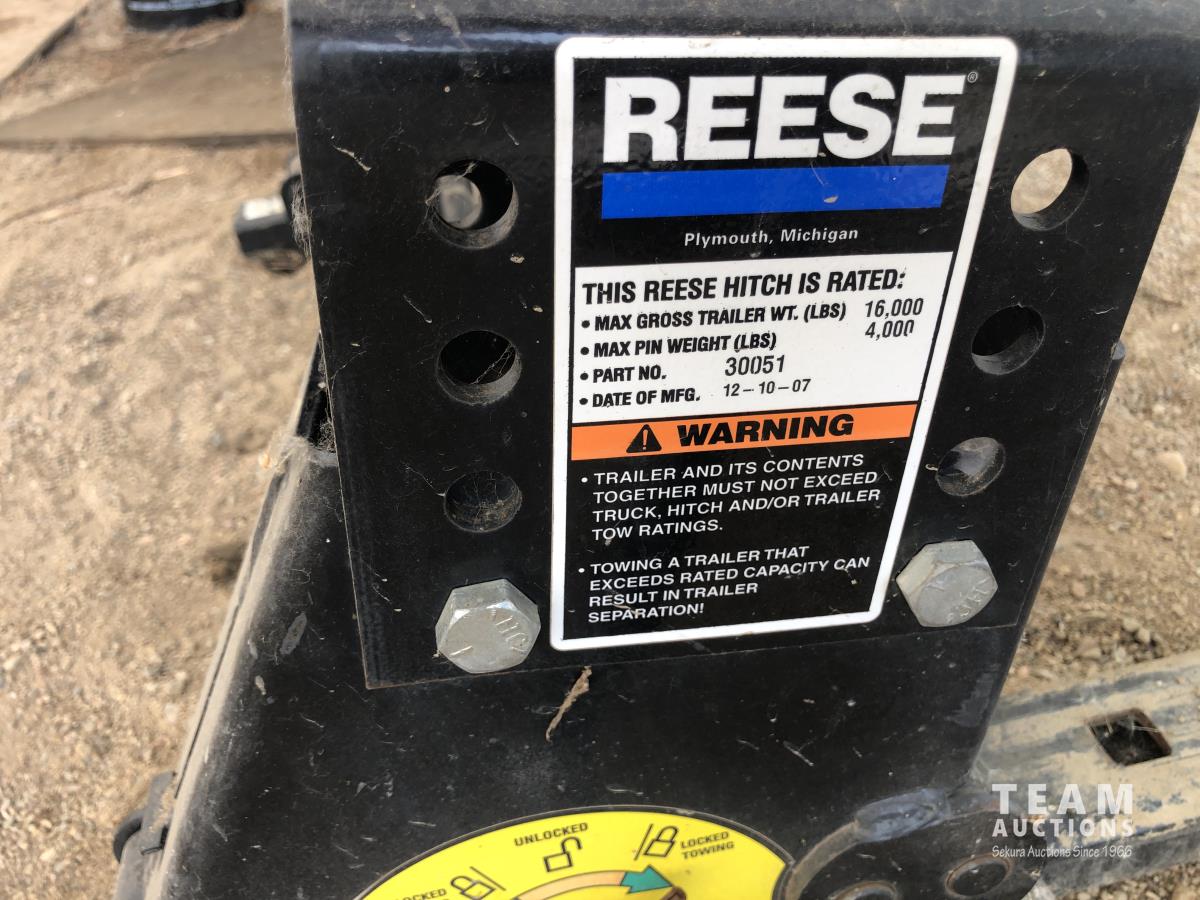 REESE®
Plymouth, Michigan
THIS REESE HITCH IS RATED:
• MAX GROSS TRAILER WT. (LBS) 16,000
• MAX PIN WEIGHT (LBS) 4,000
• PART NO. 30051
• DATE OF MFG. 12-10-07
WARNING
• TRAILER AND ITS CONTENTS
TOGETHER MUST NOT EXCEED
TRUCK, HITCH AND/OR TRAILER
TOW RATINGS.
• TOWING A TRAILER THAT
EXCEEDS RATED CAPACITY CAN
RESULT IN TRAILER
SEPARATION!
UNLOCKED
LOCKED
TOWING
TEAM
AUCTIONS
Sekura Auctions Since 1966